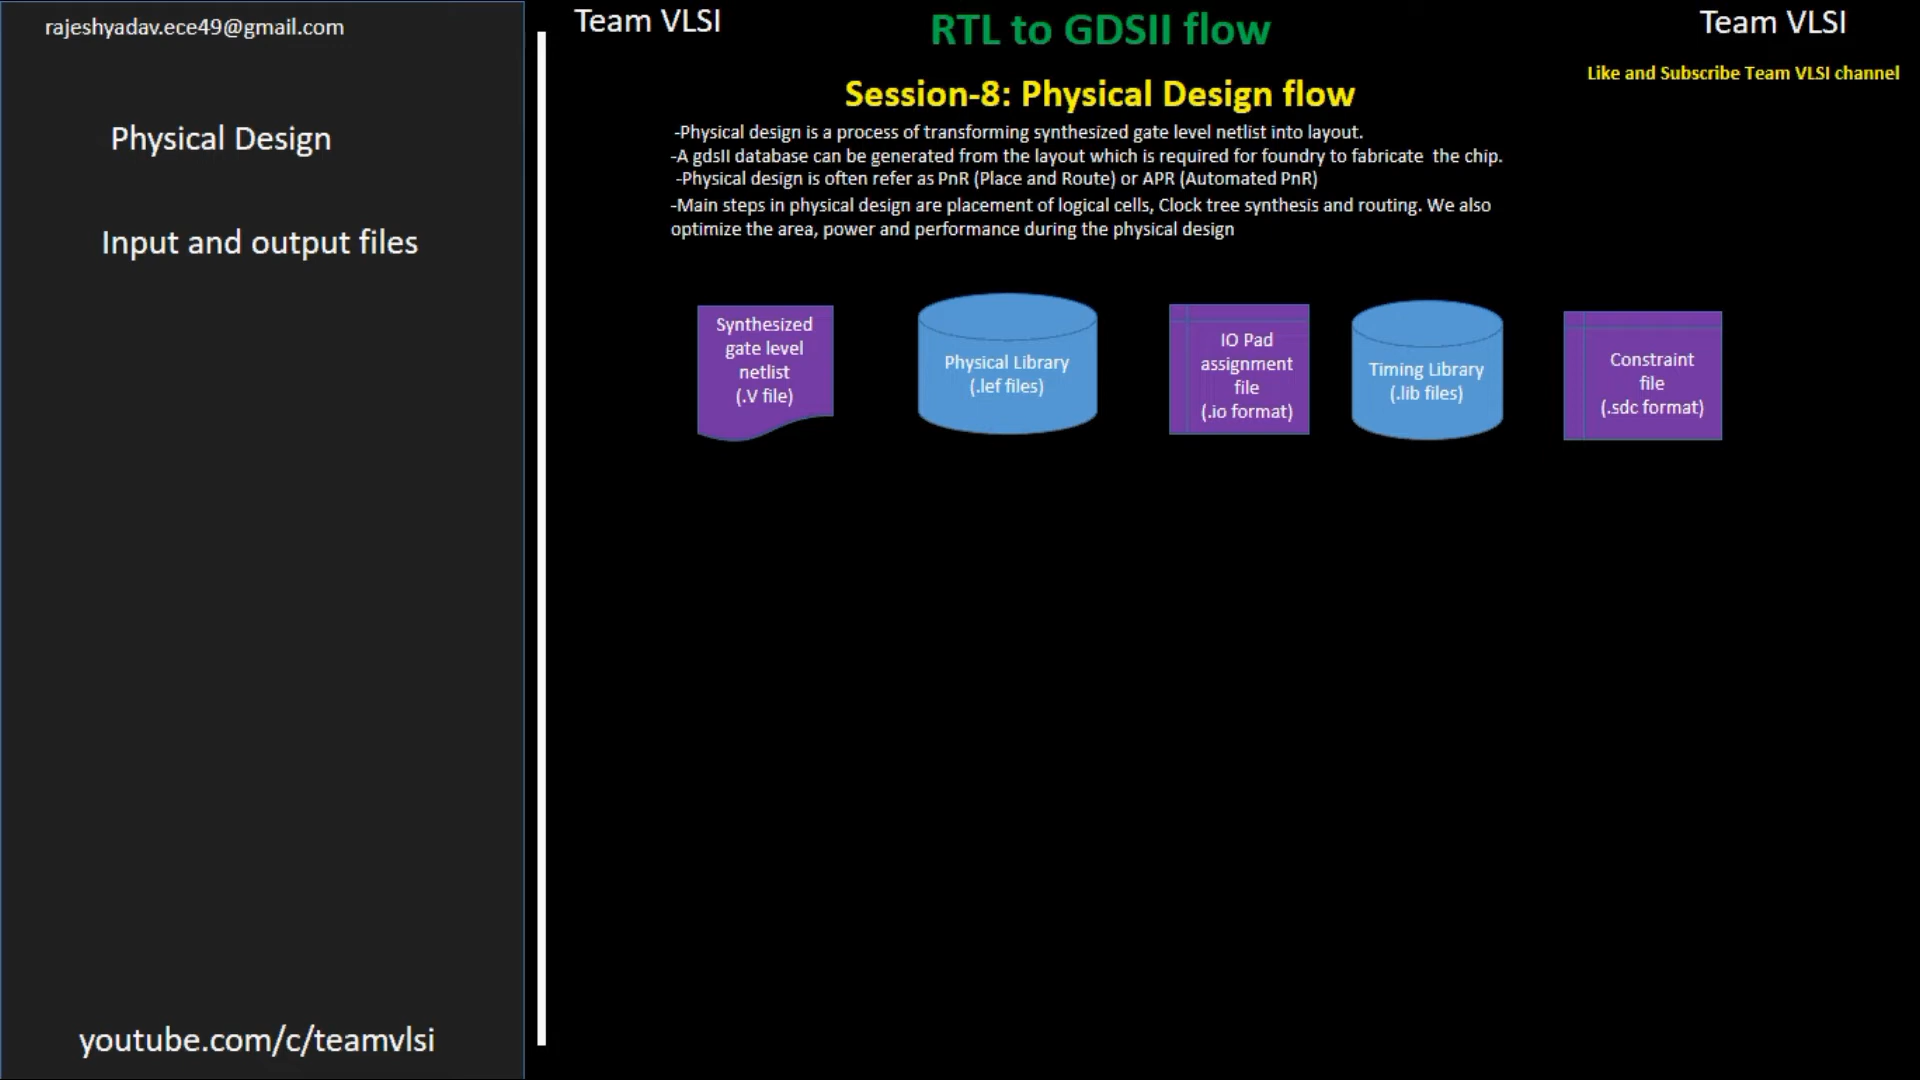 rajeshyadav.ece49@gmail.com
Physical Design
Input and output files
youtube.com/c/teamvlsi
Team VLSI
RTL to GDSII flow
Team VLSI
Like and Subscribe Team VLSI channel
Session-8: Physical Design flow
-Physical design is a process of transforming synthesized gate level netlist into layout.
-A gdsII database can be generated from the layout which is required for foundry to fabricate the chip.
-Physical design is often refer as PnR (Place and Route) or APR (Automated PnR)
-Main steps in physical design are placement of logical cells, Clock tree synthesis and routing. We also
optimize the area, power and performance during the physical design
Synthesized
gate level
netlist
(.V file)
Physical Library
(.lef files)
IO Pad
assignment
file
(.io format)
Timing Library
(.lib files)
Constraint
file
(.sdc format)